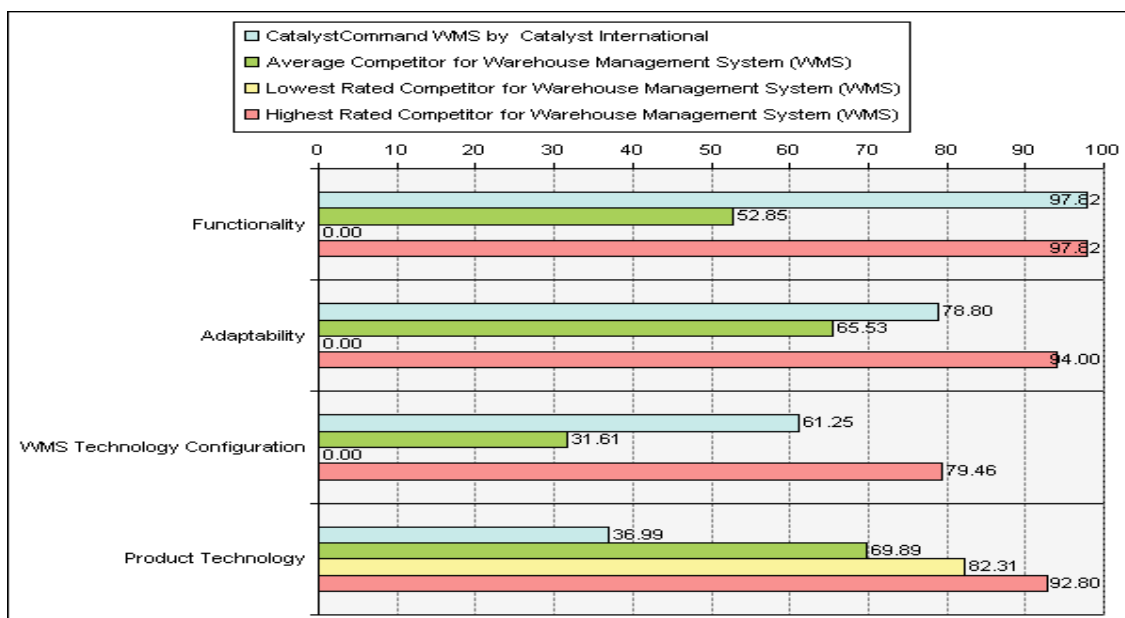 CatalystCommand WMS by  Catalyst International
Average Competitor for Warehouse Management System (WMS)
Lowest Rated Competitor for Warehouse Management System (WMS)
Highest Rated Competitor for Warehouse Management System (WMS)
0 10 20 30 40 50 60 70 80 90 100
97.82
Functionality
52.85
0.00
97.82
78.80
Adaptability
65.53
0.00
94.00
61.25
WMS Technology Configuration
31.61
0.00
79.46
36.99
Product Technology
69.89
82.31
92.80